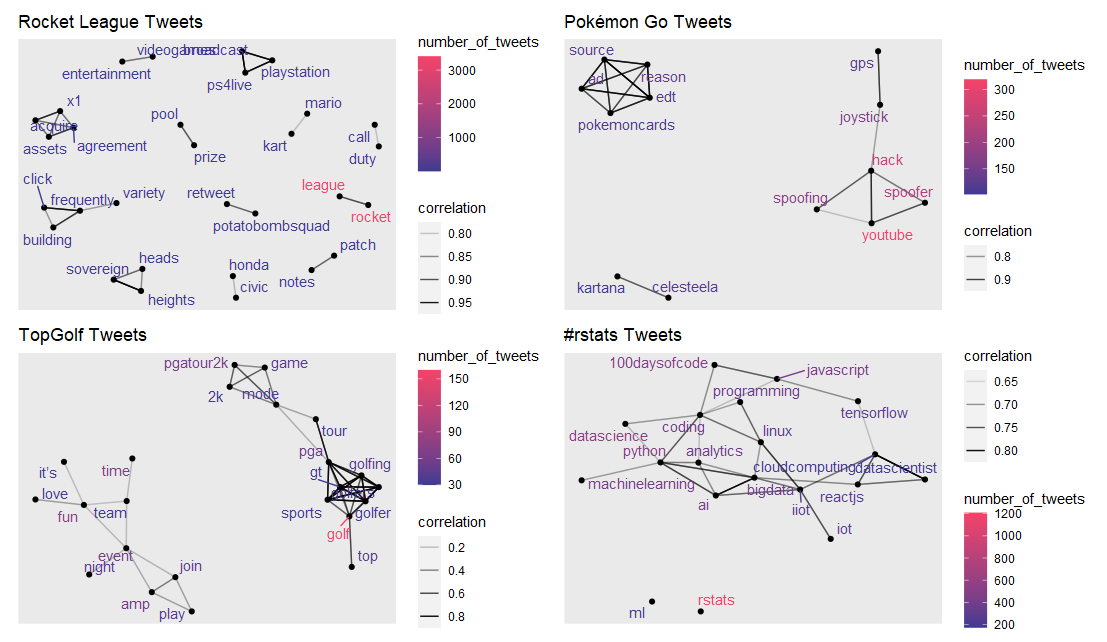 Rocket League Tweets
videogames
broadcast
entertainment
ps4live
playstation
x1
acquire
assets
agreement
pool
prize
mario
kart
call
duty
click
frequently
variety
building
retweet
potatobombsquad
league
rocket
sovereign
heads
heights
honda
civic
patch
notes
number_of_tweets
3000
2000
1000
correlation
0.80
0.85
0.90
0.95
Pokémon Go Tweets
source
ad
reason
edt
pokemoncards
gps
joystick
hack
spoofing
spoofer
youtube
kartana
celesteela
number_of_tweets
300
250
200
150
correlation
0.8
0.9
TopGolf Tweets
pgatour2k
game
2k
mode
tour
pga
gt
golfing
sports
golfer
golf
top
it's
time
love
fun
team
event
night
join
amp
play
number_of_tweets
150
120
90
60
30
correlation
0.2
0.4
0.6
0.8
#rstats Tweets
100daysofcode
javascript
programming
tensorflow
coding
datascience
linux
python
analytics
cloudcomputing
datascientist
machinelearning
bigdata
reactjs
ai
iiot
iot
ml
rstats
correlation
0.65
0.70
0.75
0.80
number_of_tweets
1200
1000
800
600
400
200